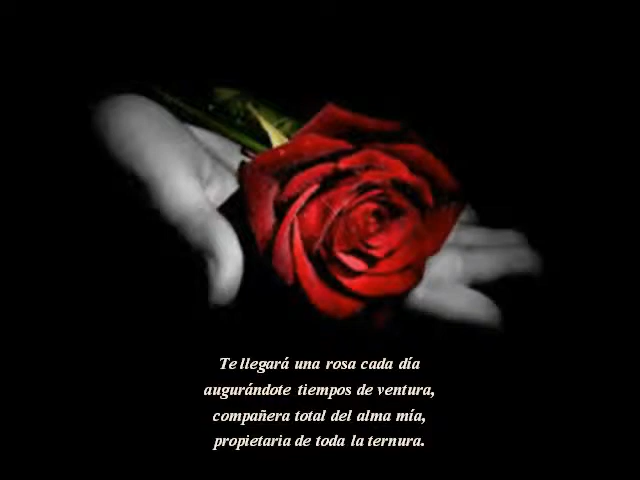 Te llegará una rosa cada día
augurándote tiempos de ventura,
compañera total del alma mía,
propietaria de toda la ternura.